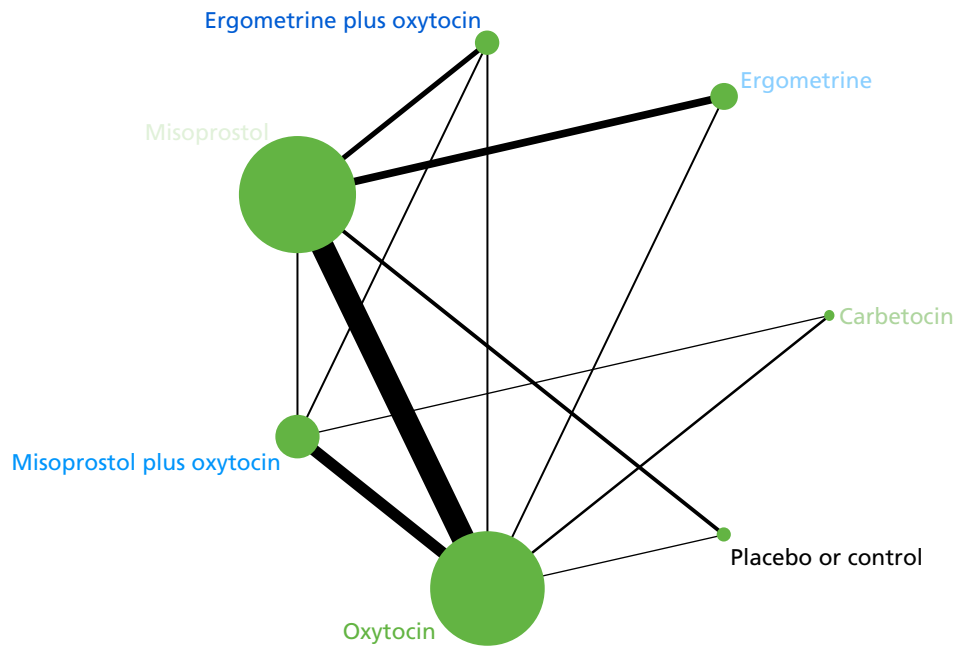 Ergometrine plus oxytocin
Ergometrine
Misoprostol
Carbetocin
Misoprostol plus oxytocin
Placebo or control
Oxytocin